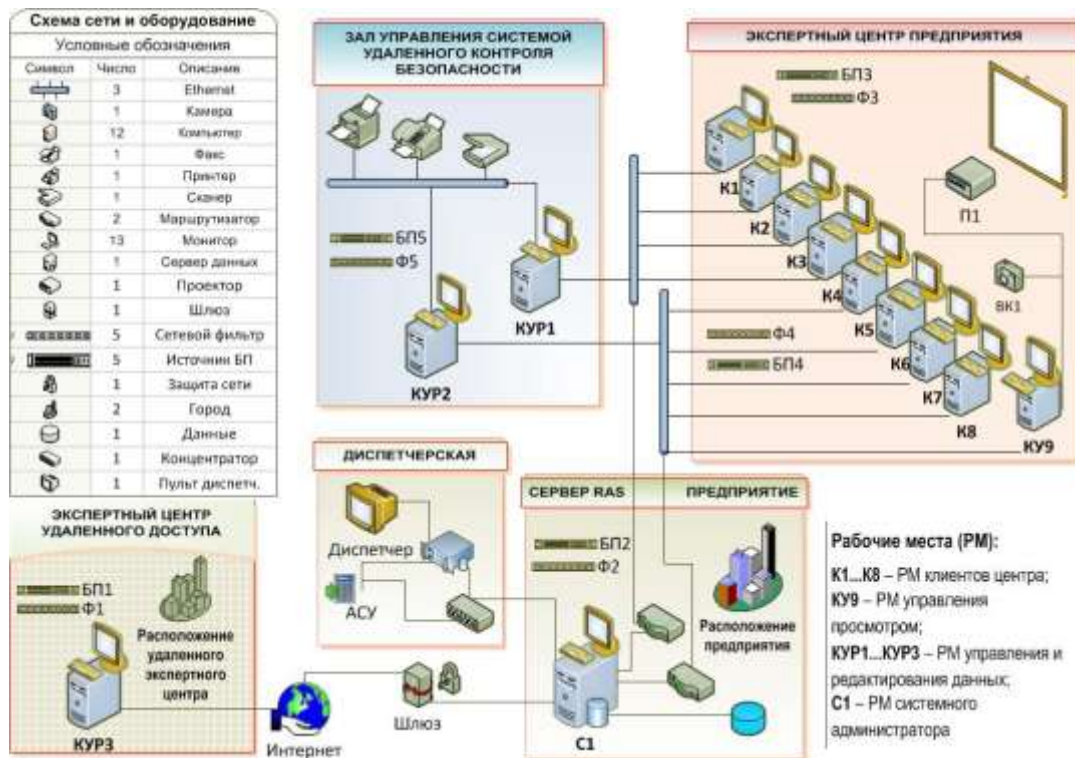 Схема сети и оборудование
Условные обозначения
Символ Число Описание
3 Ethernet
1 Камера
12 Компьютер
1 Факс
1 Принтер
1 Сканер
2 Маршрутизатор
13 Монитор
1 Сервер данных
1 Проектор
1 Шлюз
5 Сетевой фильтр
5 Источник БП
1 Защита сети
2 Город
1 Данные
1 Концентратор
1 Пульт диспетч.
ЗАЛ УПРАВЛЕНИЯ СИСТЕМОЙ
УДАЛЕННОГО КОНТРОЛЯ
БЕЗОПАСНОСТИ
БП5
Ф5
КУР1
КУР2
ЭКСПЕРТНЫЙ ЦЕНТР ПРЕДПРИЯТИЯ
БП3
Ф3
К1
К2
К3
К4
К5
К6
К7
К8
КУ9
П1
ВК1
Ф4
БП4
ДИСПЕТЧЕРСКАЯ
Диспетчер
АСУ
СЕРВЕР RAS ПРЕДПРИЯТИЕ
БП2
Ф2
Расположение
предприятия
С1
ЭКСПЕРТНЫЙ ЦЕНТР
УДАЛЕННОГО ДОСТУПА
БП1
Ф1
Расположение
удаленного
экспертного
центра
КУР3
Интернет
Шлюз
Рабочие места (РМ):
К1...К8 – РМ клиентов центра;
КУ9 – РМ управления
просмотром;
КУР1...КУР3 – РМ управления и
редактирования данных;
С1 – РМ системного
администратора